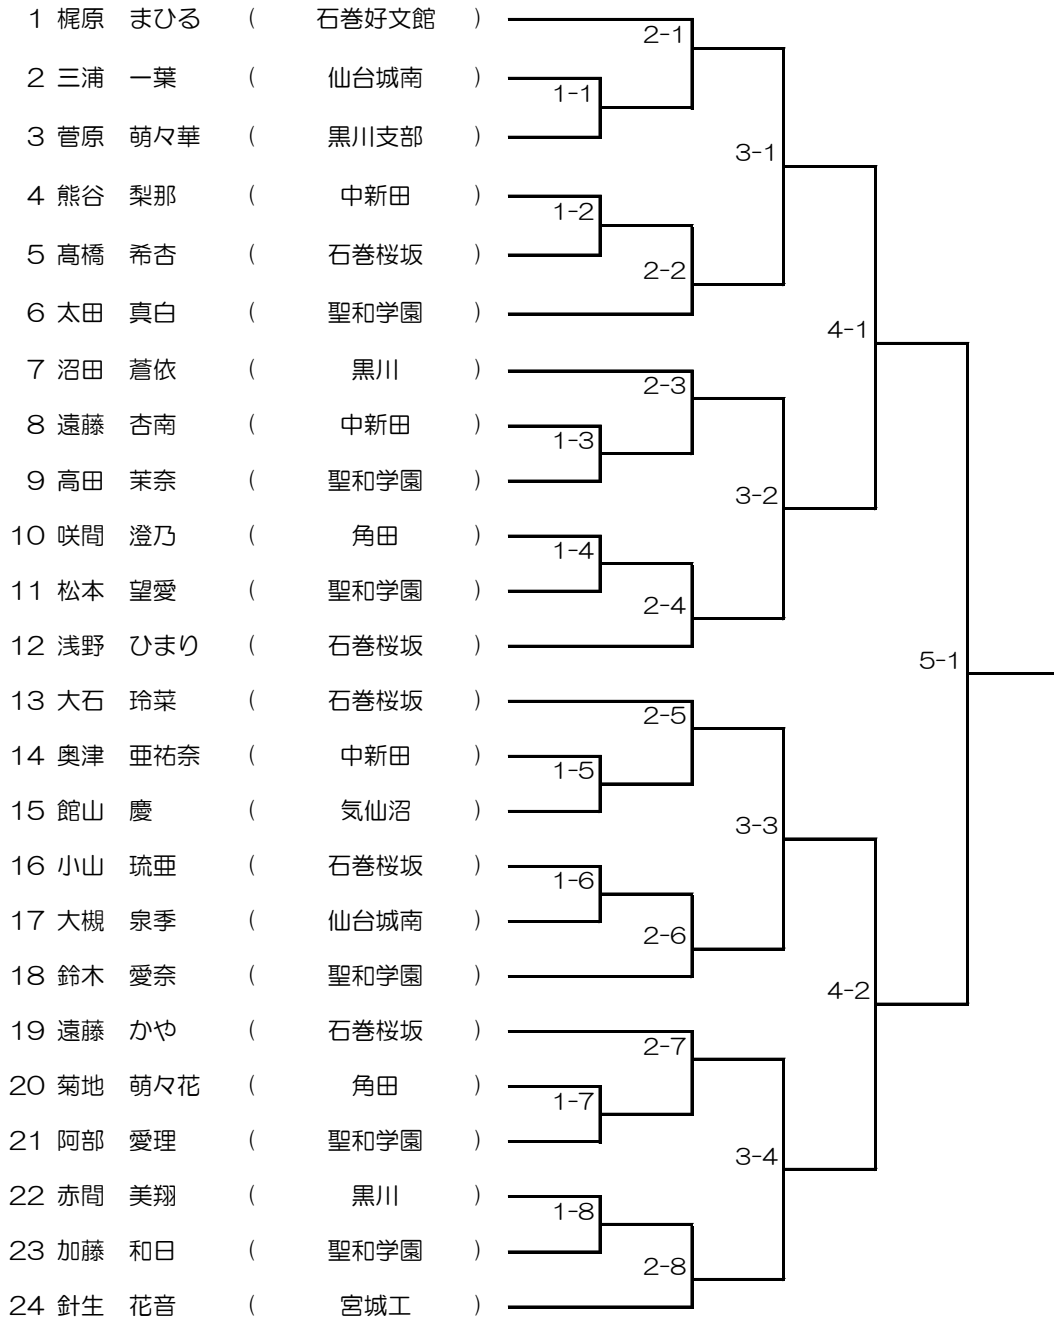 1 梶原 まひる ( 石巻好文館 )
2-1
2 三浦 一葉 ( 仙台城南 )
1-1
3 菅原 萌々華 ( 黒川支部 )
3-1
4 熊谷 梨那 ( 中新田 )
1-2
5 髙橋 希杏 ( 石巻桜坂 )
2-2
6 太田 真白 ( 聖和学園 )
4-1
7 沼田 蒼依 ( 黒川 )
2-3
8 遠藤 杏南 ( 中新田 )
1-3
9 高田 茉奈 ( 聖和学園 )
3-2
10 咲間 澄乃 ( 角田 )
1-4
11 松本 望愛 ( 聖和学園 )
2-4
12 浅野 ひまり ( 石巻桜坂 )
5-1
13 大石 玲菜 ( 石巻桜坂 )
2-5
14 奥津 亜祐奈 ( 中新田 )
1-5
15 館山 慶 ( 気仙沼 )
3-3
16 小山 琉亜 ( 石巻桜坂 )
1-6
17 大槻 泉季 ( 仙台城南 )
2-6
18 鈴木 愛奈 ( 聖和学園 )
4-2
19 遠藤 かや ( 石巻桜坂 )
2-7
20 菊地 萌々花 ( 角田 )
1-7
21 阿部 愛理 ( 聖和学園 )
3-4
22 赤間 美翔 ( 黒川 )
1-8
23 加藤 和日 ( 聖和学園 )
2-8
24 針生 花音 ( 宮城工 )